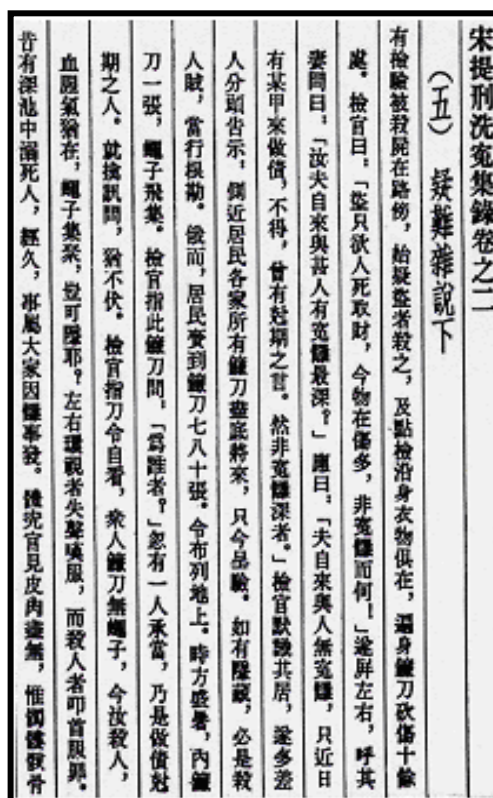 宋提刑洗冤集錄卷之二
(五) 疑難雜說下
有檢驗被殺屍在路傍，始疑盜者殺之，及點檢沿身衣物俱在，遍身鐮刀砍傷十餘
處。檢官曰：「盜只欲人死取財，今物在傷多，非冤讎而何！」遂屏左右，呼其
妻問曰：「汝夫自來與甚人有冤讎最深？」應曰：「夫自來與人無冤讎，只近日
有某甲來做債，不得，曾有尅期之言。然非冤讎深者。」檢官默識其居，遂多差
人分頭告示，側近居民各家所有鐮刀盡底將來，只今呈驗。如有隱藏，必是殺
人賊，當行根勘。俄而，居民賫到鐮刀七八十張。令布列地上。時方盛暑，內鐮
刀一張，蠅子飛集。檢官指此鐮刀問：「為誰者？」忽有一人承當，乃是做債尅
期之人。就擒訊問，猶不伏。檢官指刀令自看，眾人鐮刀無蠅子，今汝殺人，
血腥氣猶在，蠅子集聚，豈可隱耶？左右環視者失聲嘆服，而殺人者叩首服罪。
昔有深池中溺死人，經久，事屬大家因讎事發。體究官見皮肉盡無，惟髑髏骸骨